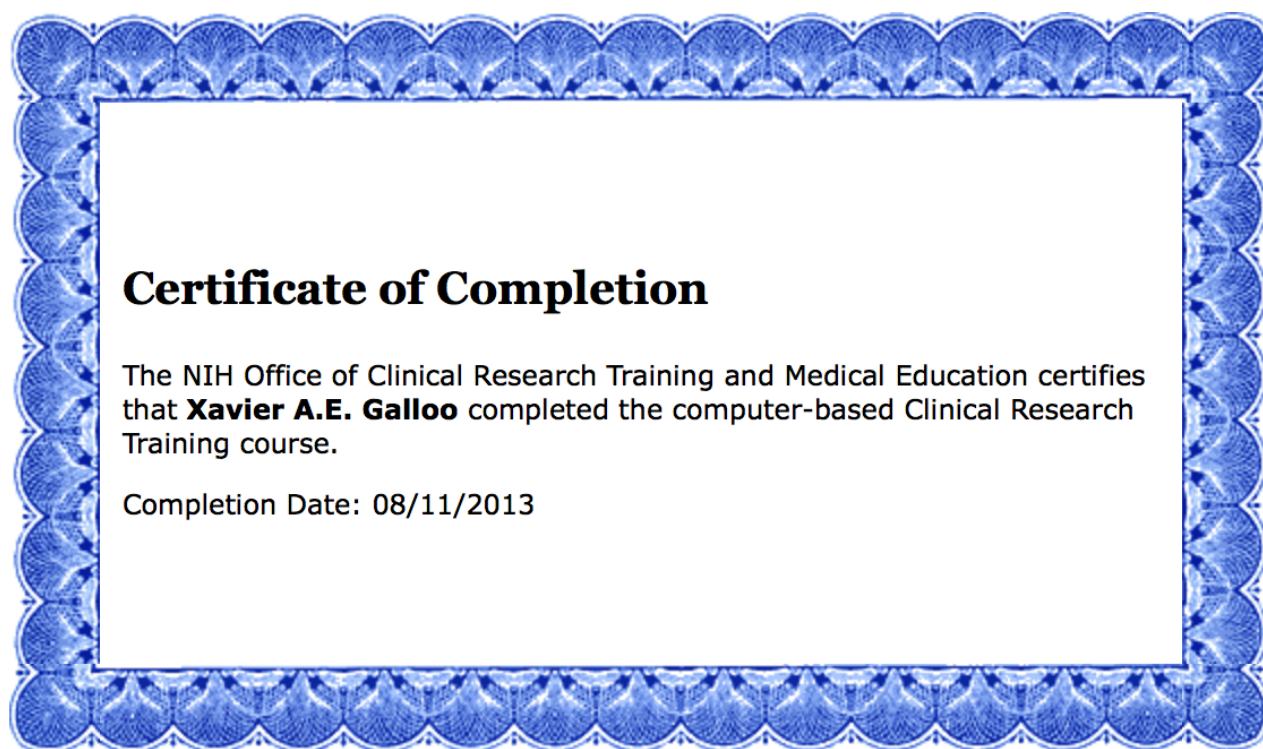 Certificate of Completion
The NIH Office of Clinical Research Training and Medical Education certifies
that Xavier A.E. Galloo completed the computer-based Clinical Research
Training course.
Completion Date: 08/11/2013